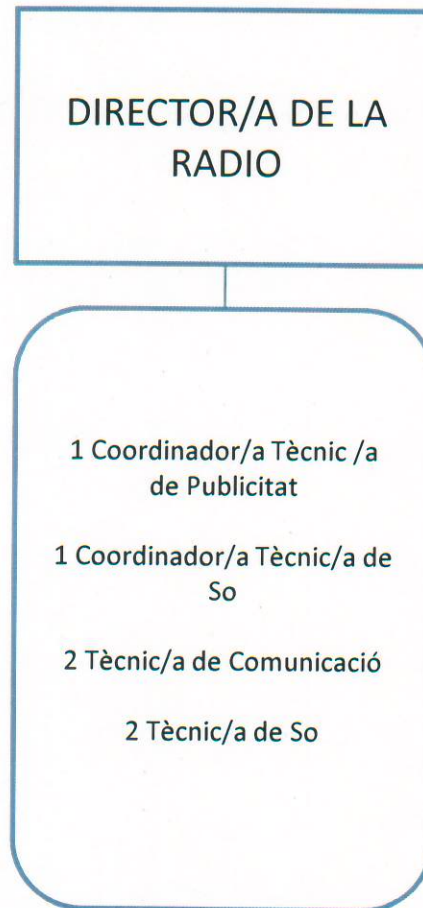 DIRECTOR/A DE LA
RADIO
1 Coordinador/a Tècnic /a
de Publicitat
1 Coordinador/a Tècnic/a de
So
2 Tècnic/a de Comunicació
2 Tècnic/a de So